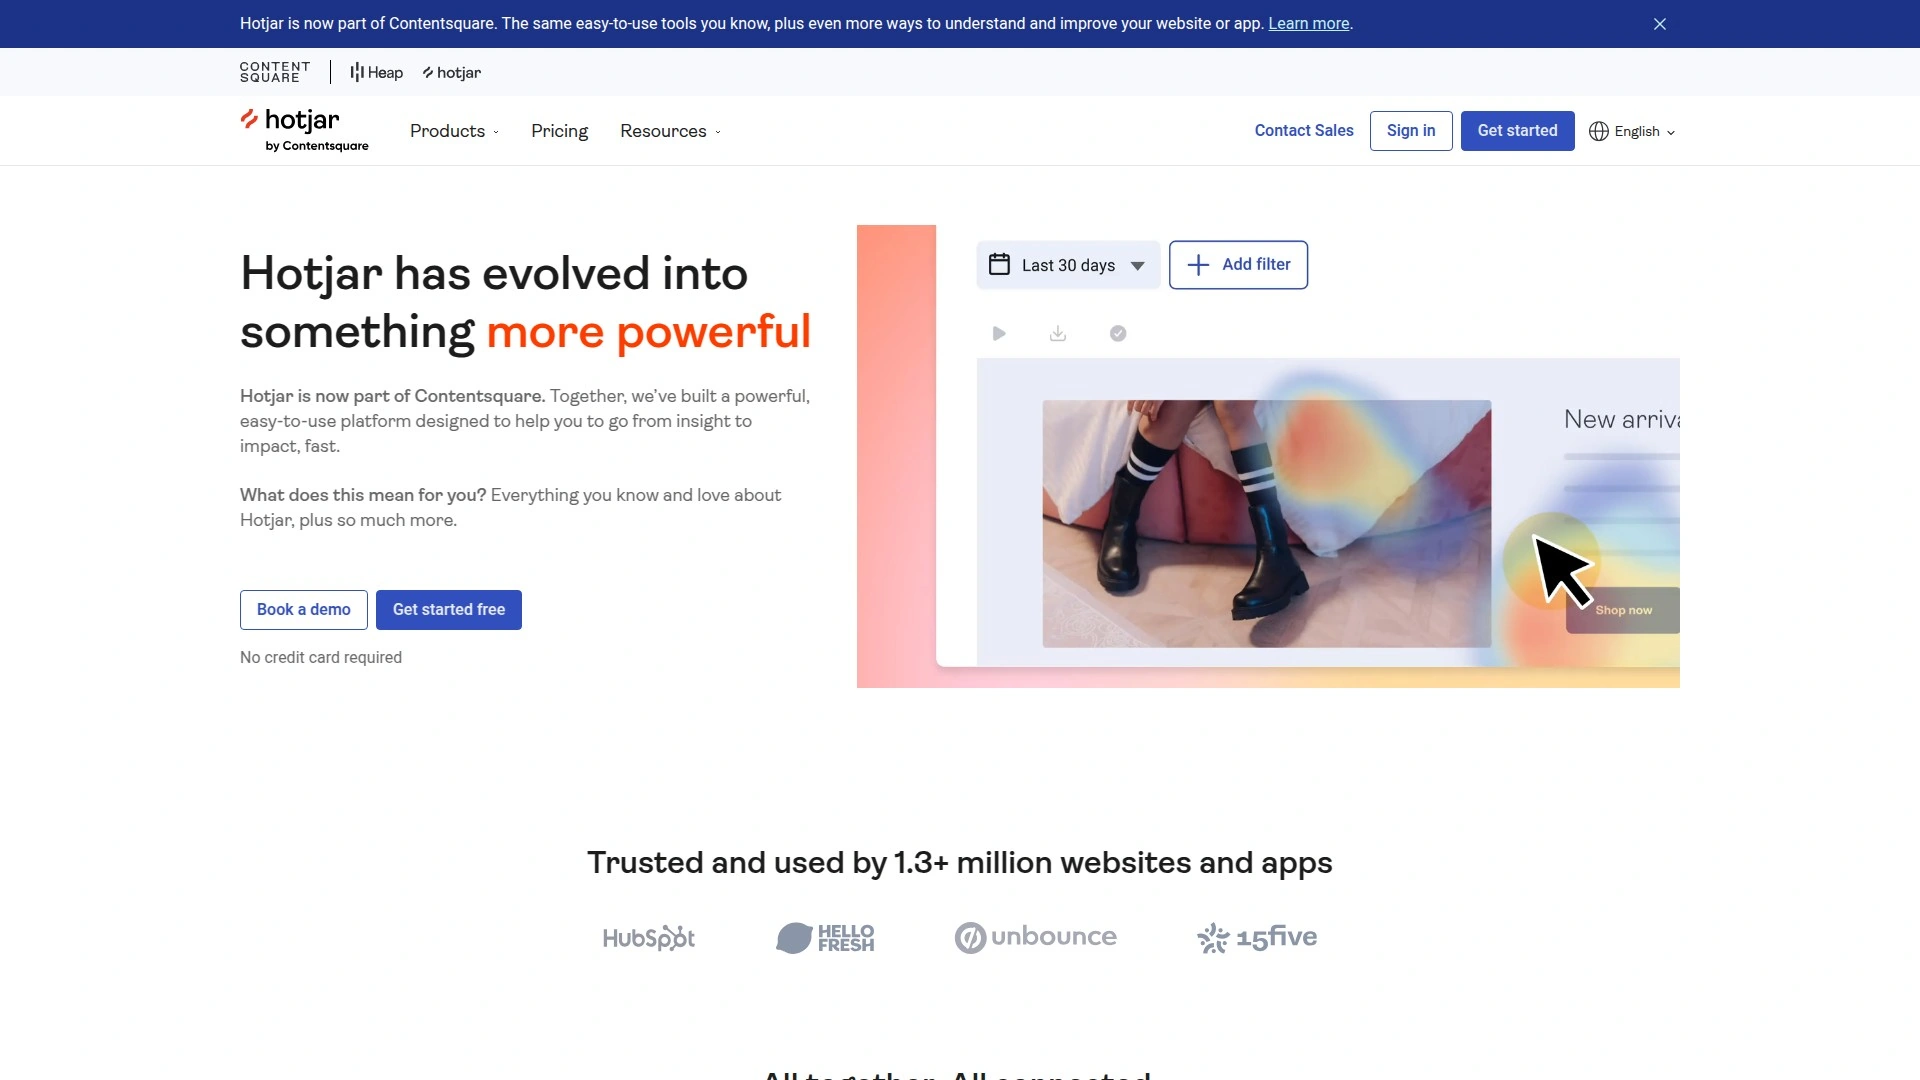 Hotjar is now part of Contentsquare. The same easy-to-use tools you know, plus even more ways to understand and improve your website or app. Learn more.
CONTENT
SQUARE
Heap
hotjar
hotjar
by Contentsquare
Products
Pricing
Resources
Contact Sales
Sign in
Get started
English
Hotjar has evolved into
something more powerful
Hotjar is now part of Contentsquare. Together, we’ve built a powerful,
easy-to-use platform designed to help you to go from insight to
impact, fast.
What does this mean for you? Everything you know and love about
Hotjar, plus so much more.
Book a demo
Get started free
No credit card required
Last 30 days
Add filter
New arriva
Shop now
Trusted and used by 1.3+ million websites and apps
HubSpot
HELLO
FRESH
unbounce
15five
All together. All connected